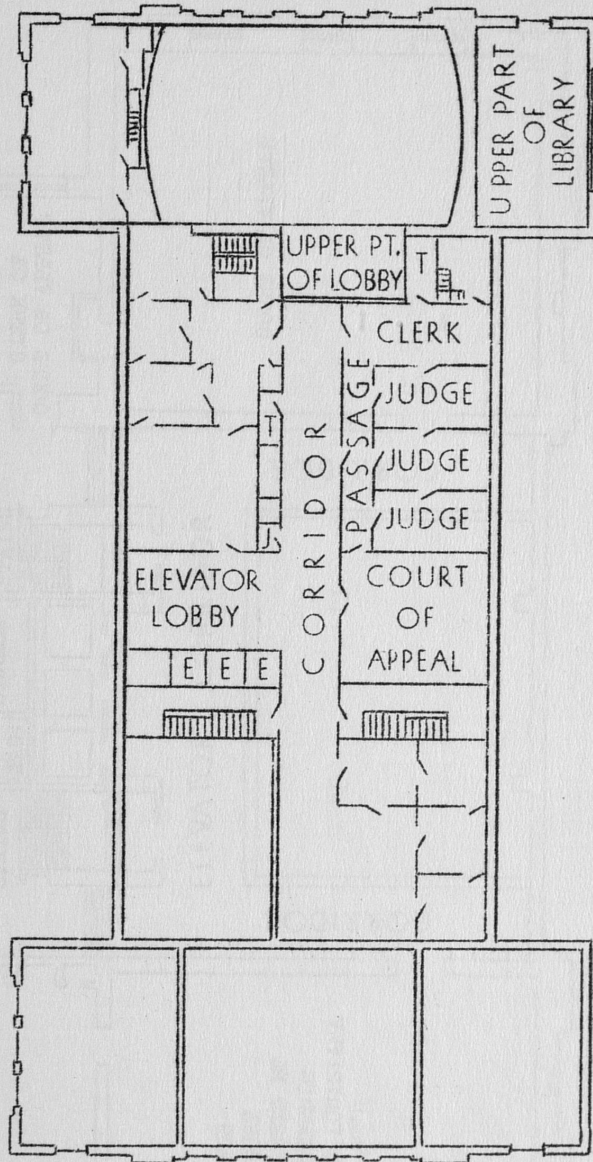 UPPER PART
OF
LIBRARY
UPPER PT.
OF LOBBY
T
CLERK
JUDGE
JUDGE
JUDGE
PASSAGE
CORRIDOR
T
J
ELEVATOR
LOBBY
COURT
OF
APPEAL
E E E